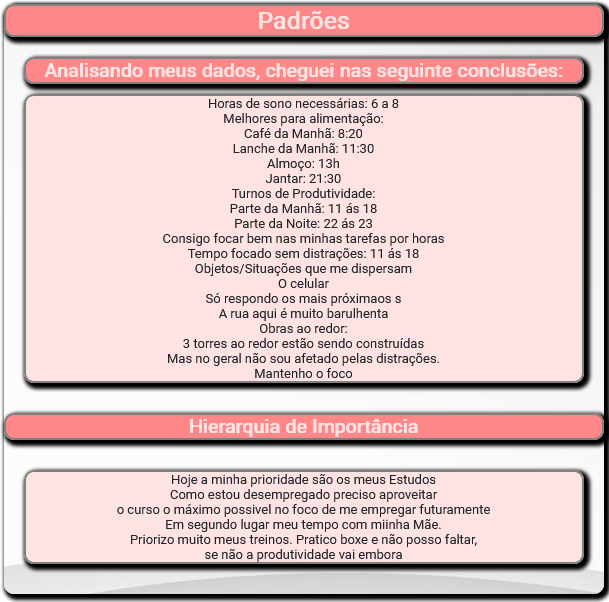 Padrões
Analisando meus dados, cheguei nas seguinte conclusões:
Horas de sono necessárias: 6 a 8
Melhores para alimentação:
Café da Manhã: 8:20
Lanche da Manhã: 11:30
Almoço: 13h
Jantar: 21:30
Turnos de Produtividade:
Parte da Manhã: 11 ás 18
Parte da Noite: 22 ás 23
Consigo focar bem nas minhas tarefas por horas
Tempo focado sem distrações: 11 ás 18
Objetos/Situações que me dispersam
O celular
Só respondo os mais próximaos s
A rua aqui é muito barulhenta
Obras ao redor:
3 torres ao redor estão sendo construídas
Mas no geral não sou afetado pelas distrações.
Mantenho o foco
Hierarquia de Importância
Hoje a minha prioridade são os meus Estudos
Como estou desempregado preciso aproveitar
o curso o máximo possivel no foco de me empregar futuramente
Em segundo lugar meu tempo com miinha Mãe.
Priorizo muito meus treinos. Pratico boxe e não posso faltar,
se não a produtividade vai embora